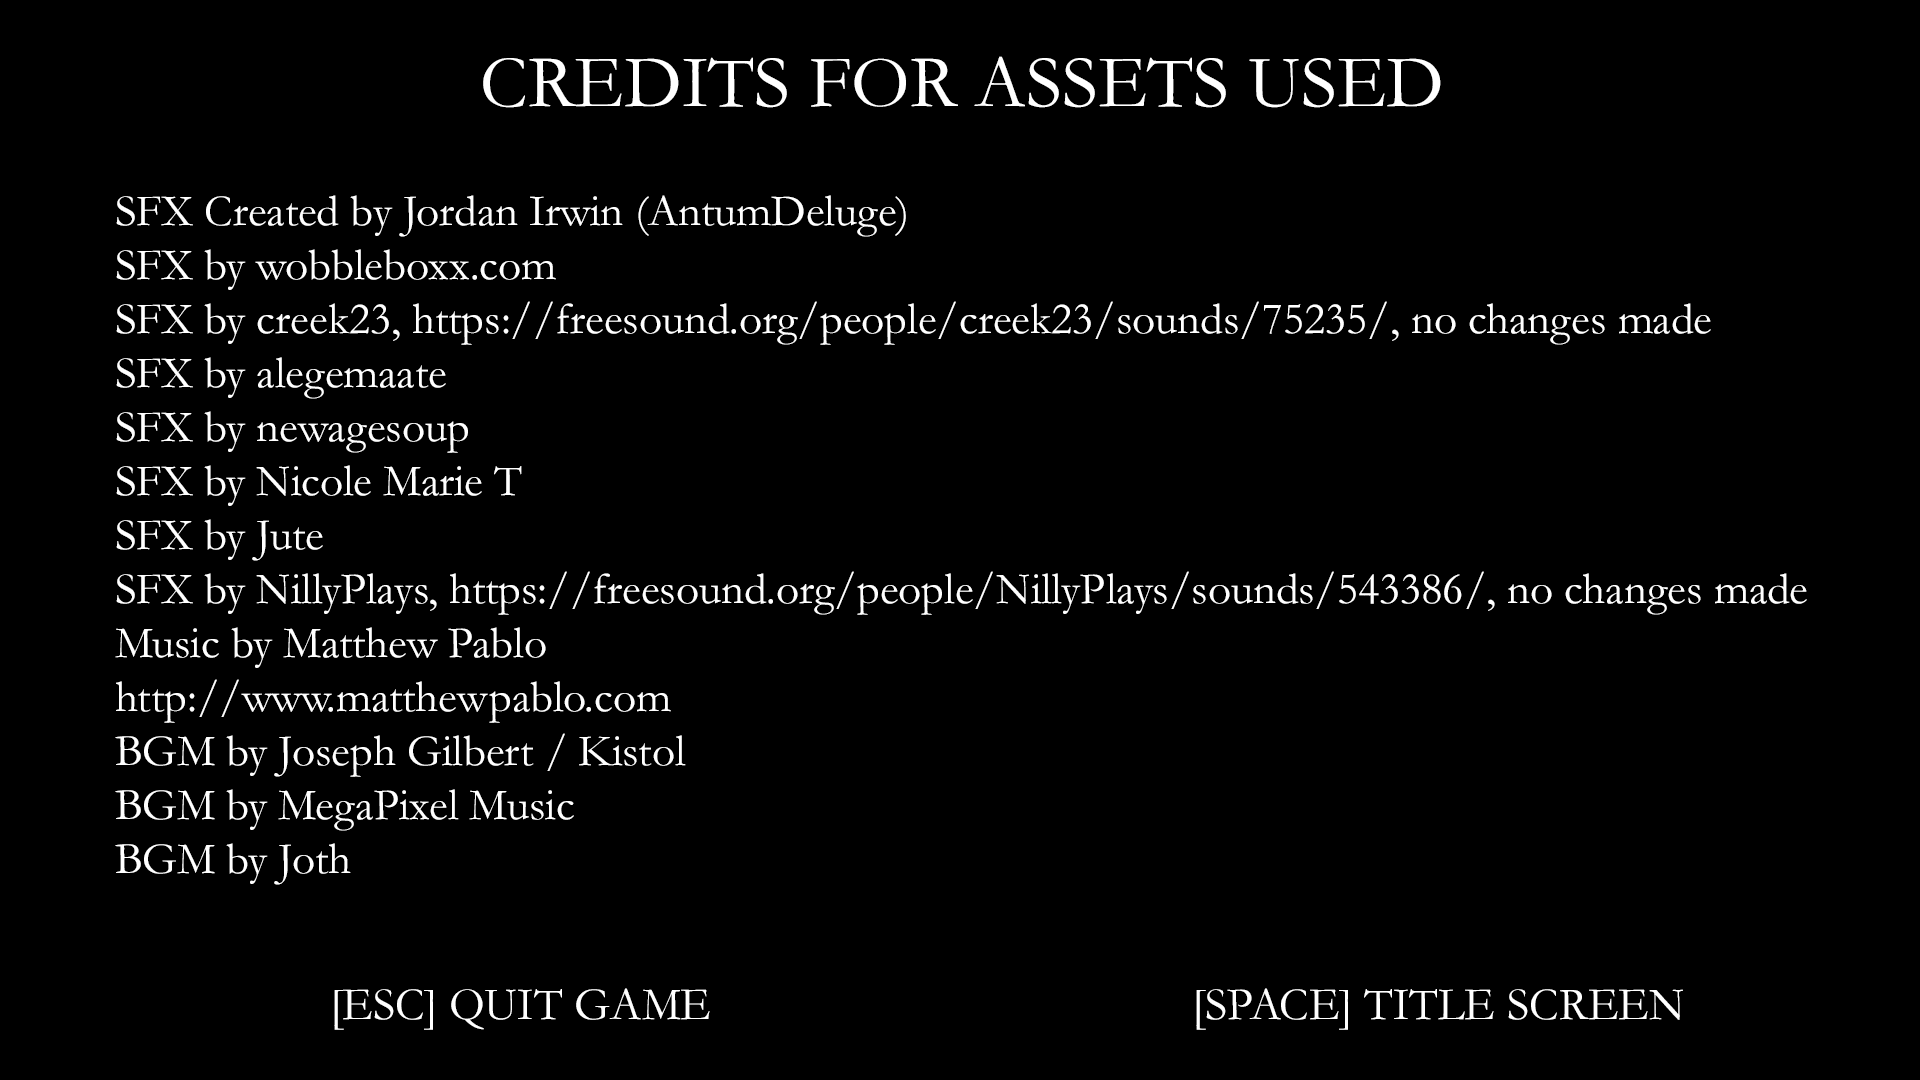 CREDITS FOR ASSETS USED
SFX Created by Jordan Irwin (AntumDeluge)
SFX by wobbleboxx.com
SFX by creek23, https://freesound.org/people/creek23/sounds/75235/, no changes made
SFX by alegemaate
SFX by newagesoup
SFX by Nicole Marie T
SFX by Jute
SFX by NillyPlays, https://freesound.org/people/NillyPlays/sounds/543386/, no changes made
Music by Matthew Pablo
http://www.matthewpablo.com
BGM by Joseph Gilbert / Kistol
BGM by MegaPixel Music
BGM by Joth
[ESC] QUIT GAME
[SPACE] TITLE SCREEN